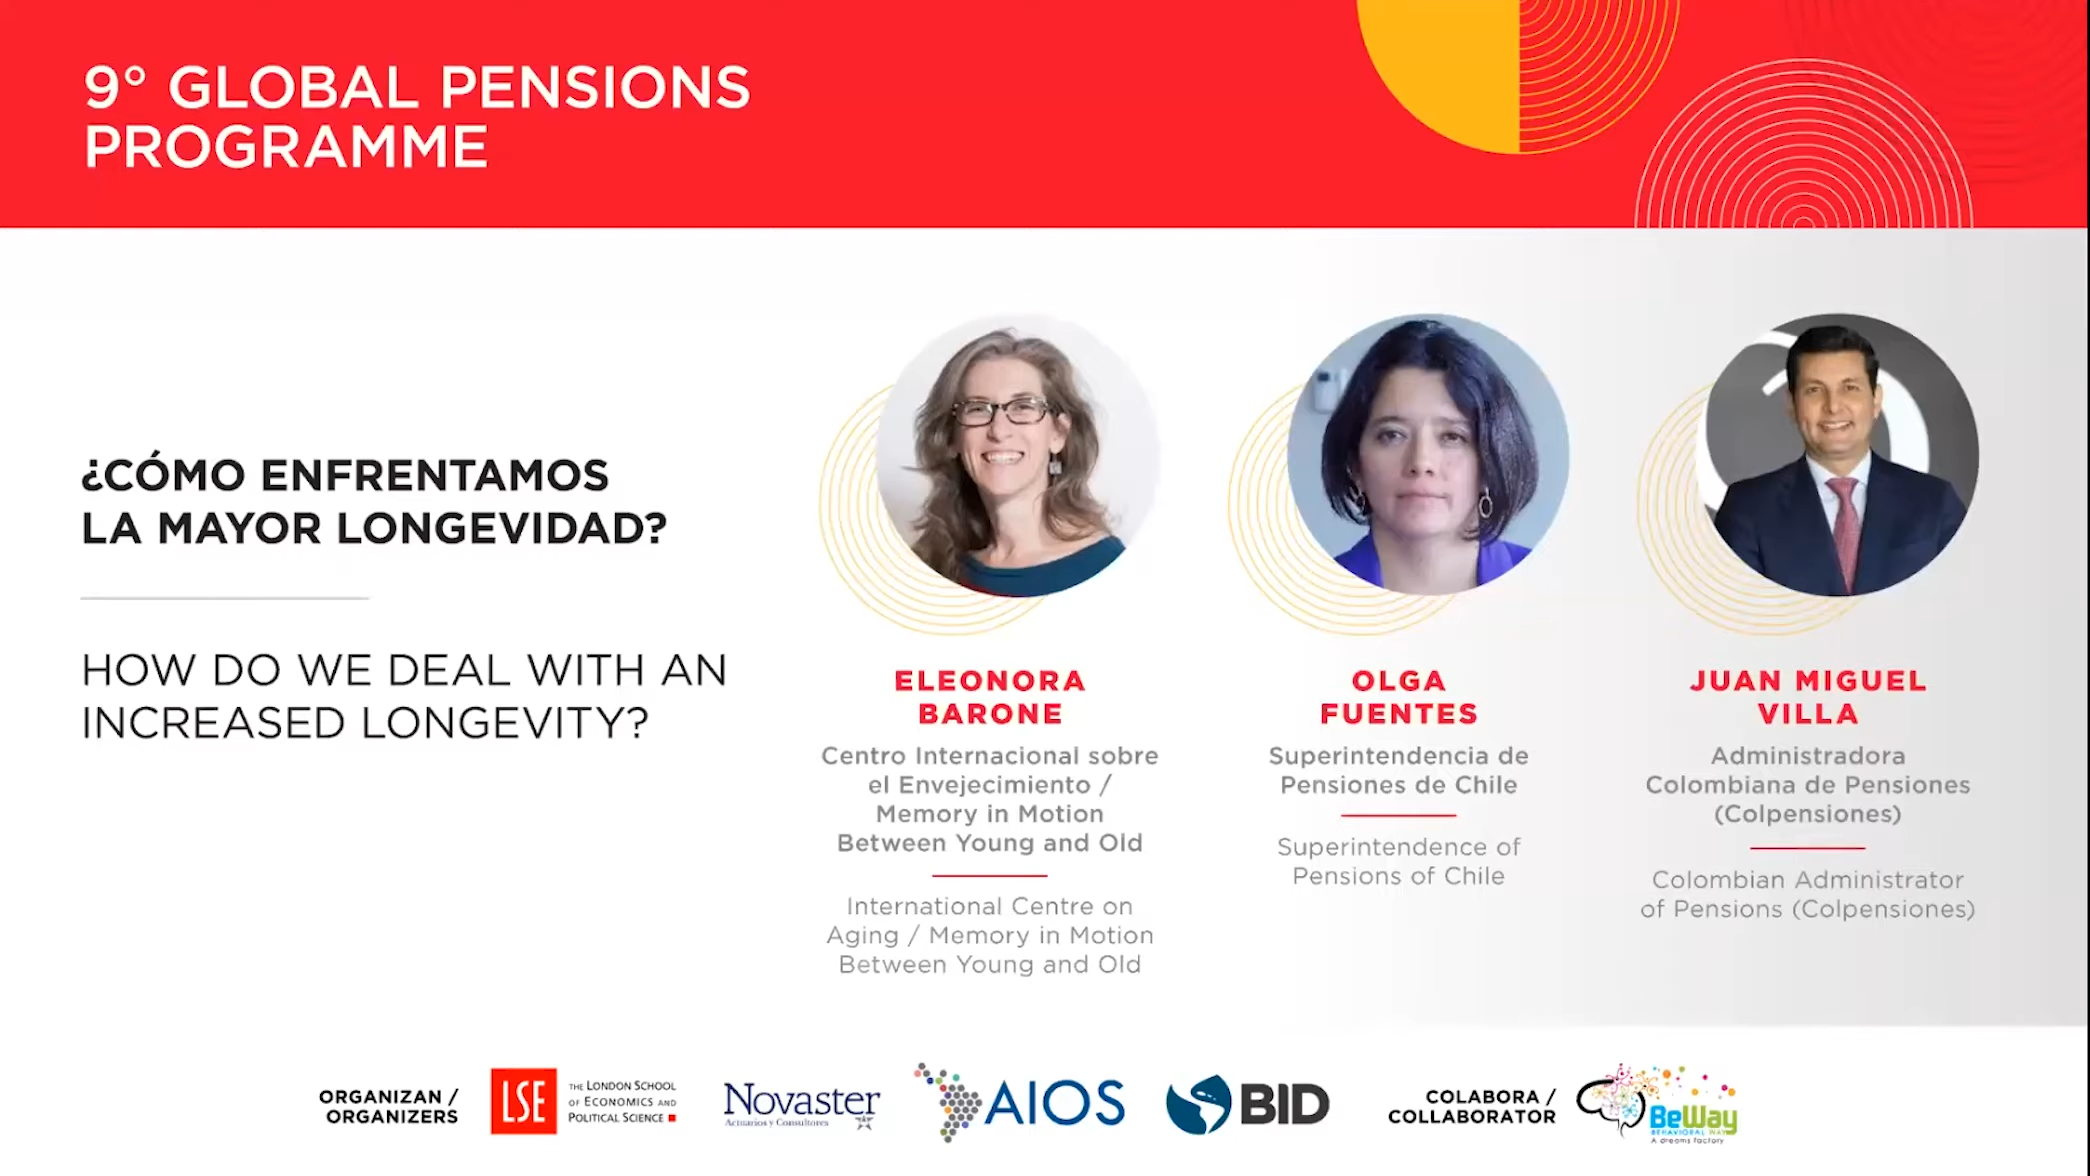 9° GLOBAL PENSIONS
PROGRAMME
¿CÓMO ENFRENTAMOS
LA MAYOR LONGEVIDAD?
HOW DO WE DEAL WITH AN
INCREASED LONGEVITY?
ELEONORA
BARONE
Centro Internacional sobre
el Envejecimiento /
Memory in Motion
Between Young and Old
International Centre on
Aging / Memory in Motion
Between Young and Old
OLGA
FUENTES
Superintendencia de
Pensiones de Chile
Superintendence of
Pensions of Chile
JUAN MIGUEL
VILLA
Administradora
Colombiana de Pensiones
(Colpensiones)
Colombian Administrator
of Pensions (Colpensiones)
ORGANIZAN /
ORGANIZERS
LSE
THE LONDON SCHOOL
OF ECONOMICS AND
POLITICAL SCIENCE
Novaster
Actuarios y Consultores
AIOS
BID
COLABORA /
COLLABORATOR
BeWay
BEHAVIORAL WAY
A dreams factory